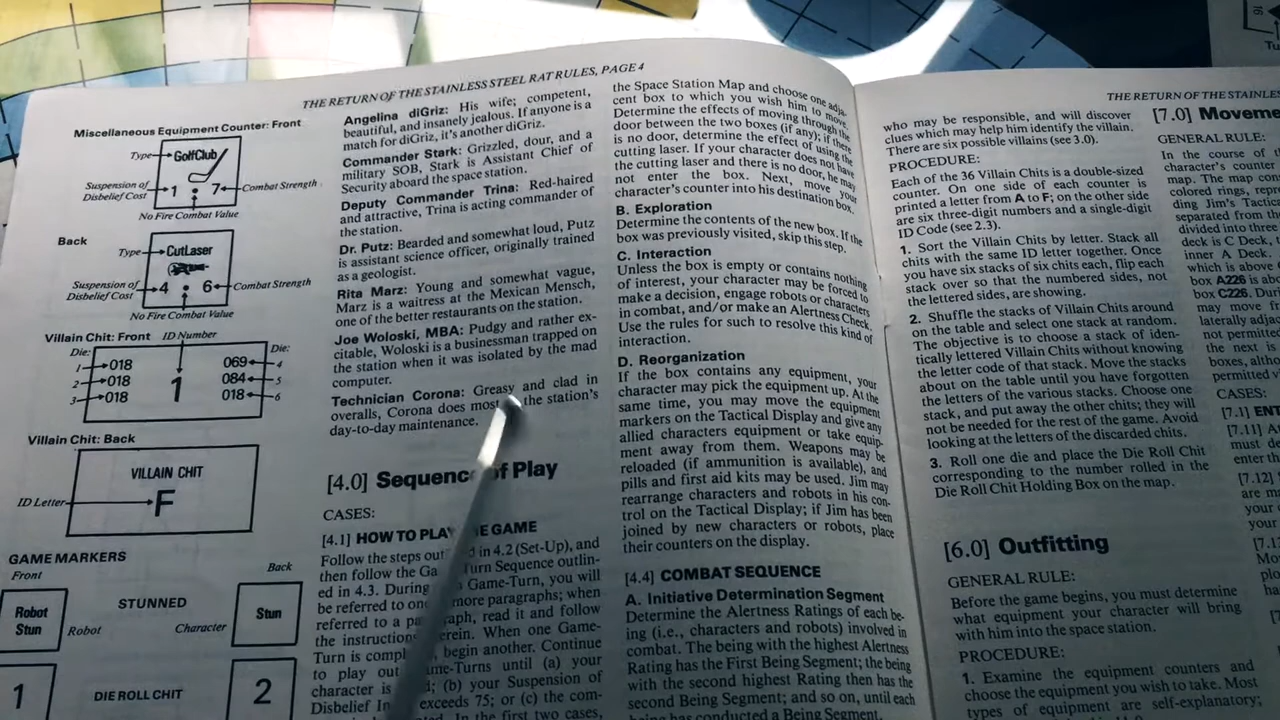 THE RETURN OF THE STAINLESS STEEL RAT RULES, PAGE 4
Miscellaneous Equipment Counter: Front
Type
GolfClub
Suspension of
Disbelief Cost
1 7
Combat Strength
No Fire Combat Value
Back
Type
CutLaser
Suspension of
Disbelief Cost
4 6
Combat Strength
No Fire Combat Value
Villain Chit: Front ID Number
Die: Die:
1 018 069 4
2 018 1 084 5
3 018 018 6
Villain Chit: Back
VILLAIN CHIT
ID Letter F
GAME MARKERS
Front Back
STUNNED
Robot
Stun
Robot Character
Stun
1 DIE ROLL CHIT 2
Angelina diGriz: His wife; competent,
beautiful, and insanely jealous. If anyone is a
match for diGriz, it's another diGriz.
Commander Stark: Grizzled, dour, and a
military SOB, Stark is Assistant Chief of
Security aboard the space station.
Deputy Commander Trina: Red-haired
and attractive, Trina is acting commander of
the station.
Dr. Putz: Bearded and somewhat loud, Putz
is assistant science officer, originally trained
as a geologist.
Rita Marz: Young and somewhat vague,
Marz is a waitress at the Mexican Mensch,
one of the better restaurants on the station.
Joe Woloski, MBA: Pudgy and rather ex-
citable, Woloski is a businessman trapped on
the station when it was isolated by the mad
computer.
Technician Corona: Greasy and clad in
overalls, Corona does most the station's
day-to-day maintenance.
[4.0] Sequence of Play
CASES:
[4.1] HOW TO PLAY GAME
Follow the steps in 4.2 (Set-Up), and
then follow the Turn Sequence outlin-
ed in 4.3. During Game-Turn, you will
be referred to more paragraphs; when
referred to a read it and follow
the When one Game-
Turn is begin another. Continue
to play out until (a) your
character is (b) your Suspension of
Disbelief exceeds 75; or (c) the com-
In the first two cases,
the Space Station Map and choose one adja-
cent box to which you wish him to move.
Determine the effects of moving through the
door between the two boxes (if any); if there
is no door, determine the effect of using the
cutting laser. If your character does not have
the cutting laser and there is no door, he may
not enter the box. Next, move your
character's counter into his destination box.
B. Exploration
Determine the contents of the new box. If the
box was previously visited, skip this step.
C. Interaction
Unless the box is empty or contains nothing
of interest, your character may be forced to
make a decision, engage robots or characters
in combat, and/or make an Alertness Check.
Use the rules for such to resolve this kind of
interaction.
D. Reorganization
If the box contains any equipment, your
character may pick the equipment up. At the
same time, you may move the equipment
markers on the Tactical Display and give any
allied characters equipment or take equip-
ment away from them. Weapons may be
reloaded (if ammunition is available), and
pills and first aid kits may be used. Jim may
rearrange characters and robots in his con-
trol on the Tactical Display; if Jim has been
joined by new characters or robots, place
their counters on the display.
[4.4] COMBAT SEQUENCE
A. Initiative Determination Segment
Determine the Alertness Ratings of each be-
ing (i.e., characters and robots) involved in
combat. The being with the highest Alertness
Rating has the First Being Segment; the being
with the second highest Rating then has the
second Being Segment; and so on, until each
being has conducted a Being Segment.
THE RETURN OF THE STAINLES
who may be responsible, and will discover
clues which may help him identify the villain.
There are six possible villains (see 3.0).
PROCEDURE:
Each of the 36 Villain Chits is a double-sized
counter. On one side of each counter is
printed a letter from A to F; on the other side
are six three-digit numbers and a single-digit
ID Code (see 2.3).
1. Sort the Villain Chits by letter. Stack all
chits with the same ID letter together. Once
you have six stacks of six chits each, flip each
stack over so that the numbered sides, not
the lettered sides, are showing.
2. Shuffle the stacks of Villain Chits around
on the table and select one stack at random.
The objective is to choose a stack of iden-
tically lettered Villain Chits without knowing
the letter code of that stack. Move the stacks
about on the table until you have forgotten
the letters of the various stacks. Choose one
stack, and put away the other chits; they will
not be needed for the rest of the game. Avoid
looking at the letters of the discarded chits.
3. Roll one die and place the Die Roll Chit
corresponding to the number rolled in the
Die Roll Chit Holding Box on the map.
[6.0] Outfitting
GENERAL RULE:
Before the game begins, you must determine
what equipment your character will bring
with him into the space station.
PROCEDURE:
1. Examine the equipment counters and
choose the equipment you wish to take. Most
types of equipment are self-explanatory;
[7.0] Moveme
GENERAL RULE:
In the course of t
character's counter
map. The map con
colored rings, repr
ding Jim's Tactica
separated from th
divided into three
deck is C Deck, t
inner A Deck.
which is above
box A226 is abo
box C226. Duri
may move
laterally adjac
not permitted
the next is
boxes, altho
permitted v
CASES:
[7.1] ENT
[7.11] A
must de
enter th
[7.12]
are m
your
your
[7.1
Mo
plo
ha
16
Tu